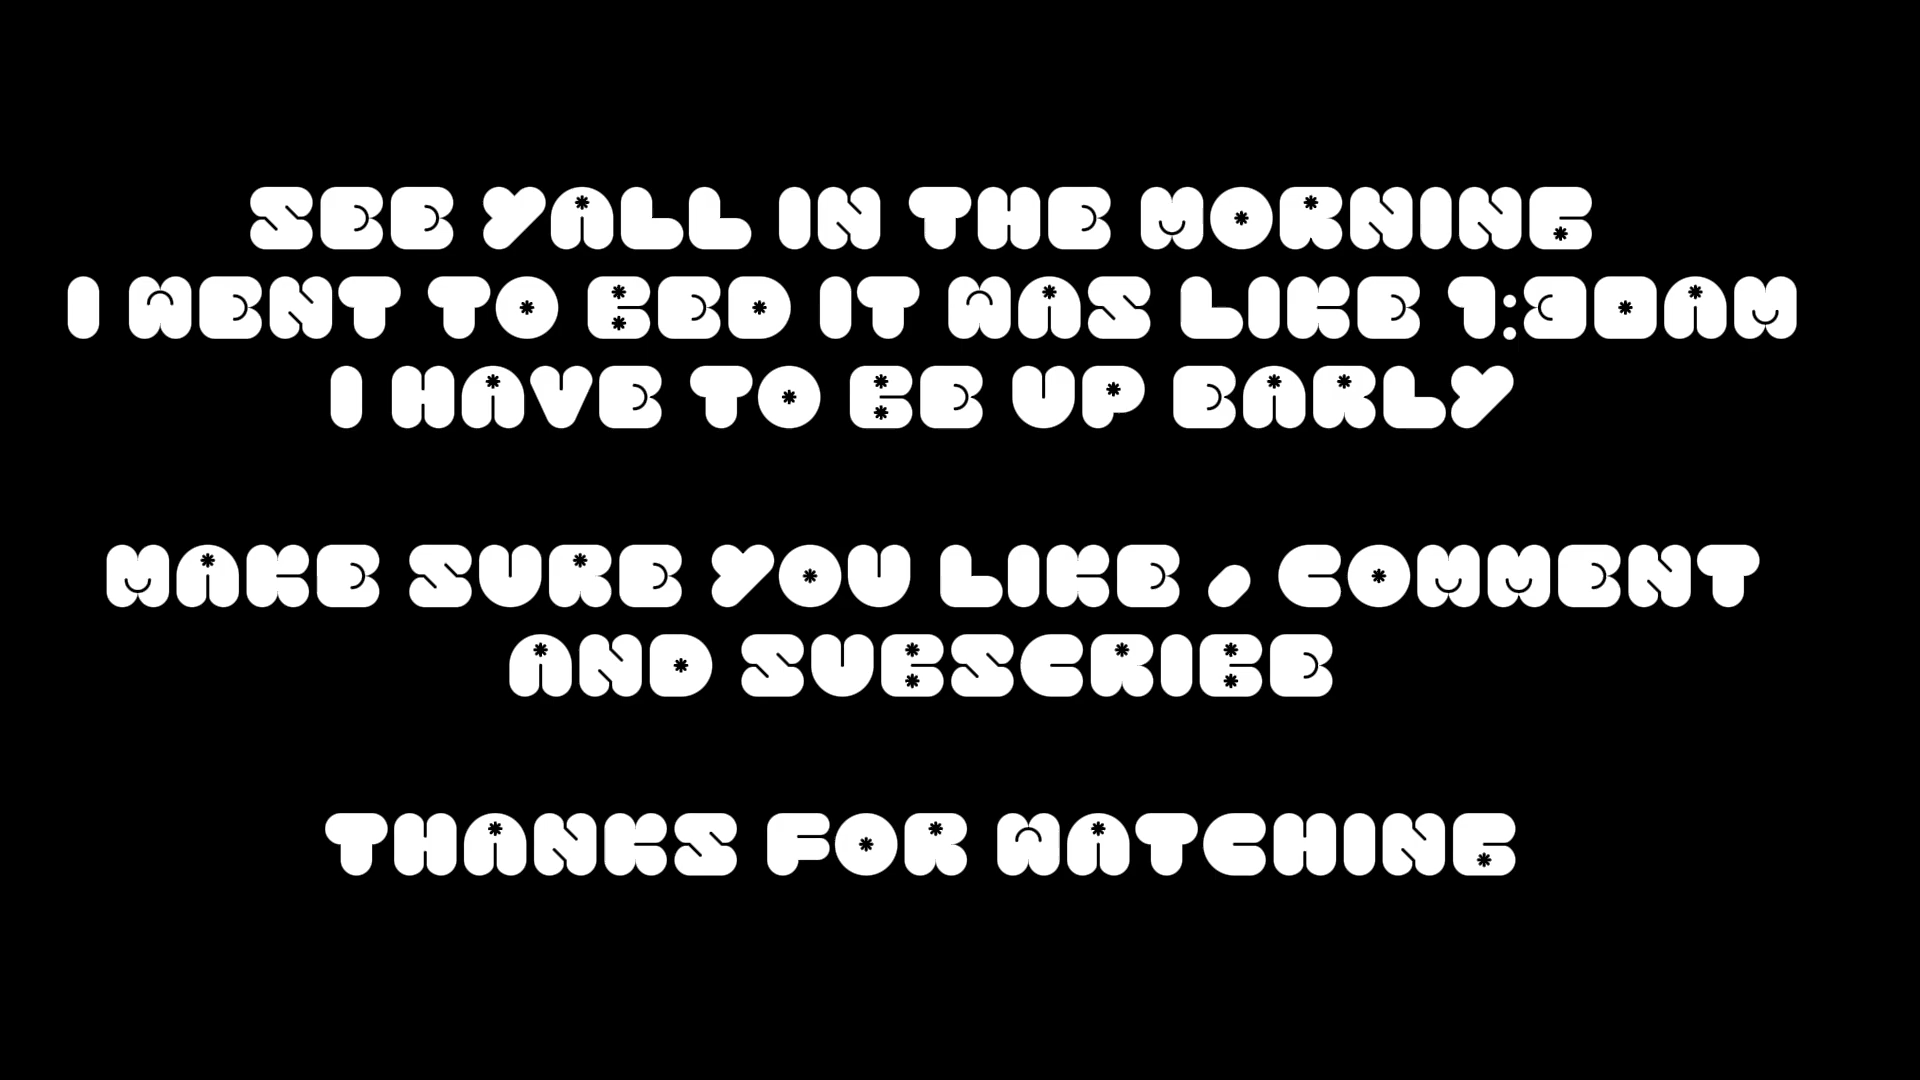 SEE YALL IN THE MORNING
I WENT TO BED IT WAS LIKE 1:30AM
I HAVE TO BE UP EARLY
MAKE SURE YOU LIKE , COMMENT
AND SUBSCRIBE
THANKS FOR WATCHING